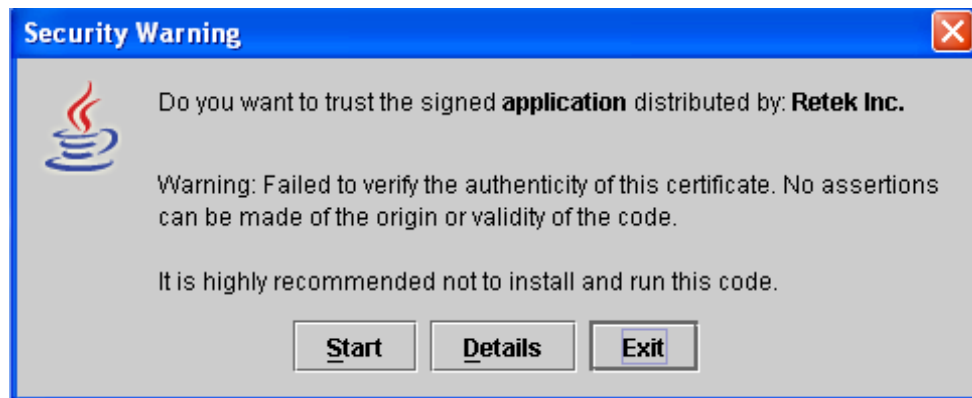 Security Warning
Do you want to trust the signed application distributed by: Retek Inc.
Warning: Failed to verify the authenticity of this certificate. No assertions
can be made of the origin or validity of the code.
It is highly recommended not to install and run this code.
Start Details Exit